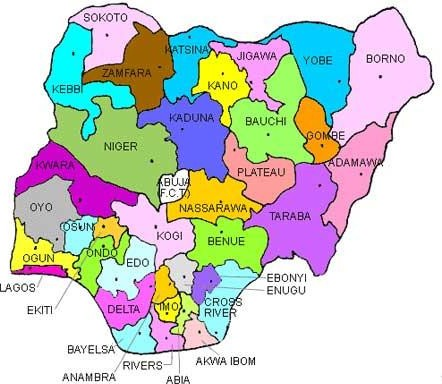 SOKOTO
KATSINA
JIGAWA
YOBE
BORNO
ZAMFARA
KEBBI
KANO
KADUNA
BAUCHI
GOMBE
NIGER
ADAMAWA
KWARA
PLATEAU
ABUJA
(F.C.T)
OYO
NASSARAWA
TARABA
OSUN
KOGI
BENUE
OGUN
ONDO
EDO
EBONYI
LAGOS
ENUGU
EKITI
DELTA
IMO
CROSS
RIVER
BAYELSA
RIVERS
AKWA IBOM
ANAMBRA
ABIA